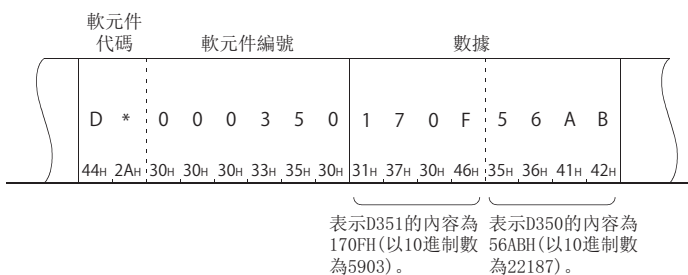 軟元件
代碼
軟元件編號
數據
D * 0 0 0 3 5 0 1 7 0 F 5 6 A B
44H 2AH 30H 30H 30H 33H 35H 30H 31H 37H 30H 46H 35H 36H 41H 42H
表示D351的內容為
170FH(以10進制數
為5903)。
表示D350的內容為
56ABH(以10進制數
為22187)。